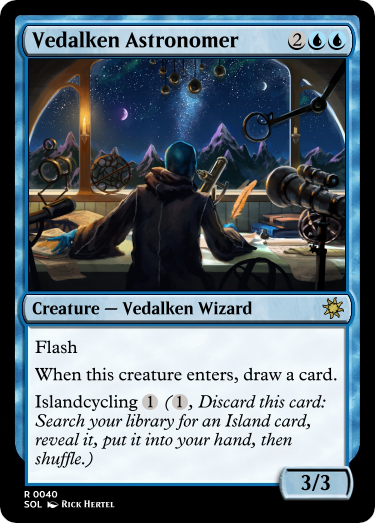 Vedalken Astronomer 2
Creature — Vedalken Wizard
Flash
When this creature enters, draw a card.
Islandcycling 1 (1, Discard this card:
Search your library for an Island card,
reveal it, put it into your hand, then
shuffle.)
3/3
R 0040
SOL Rick Hertel